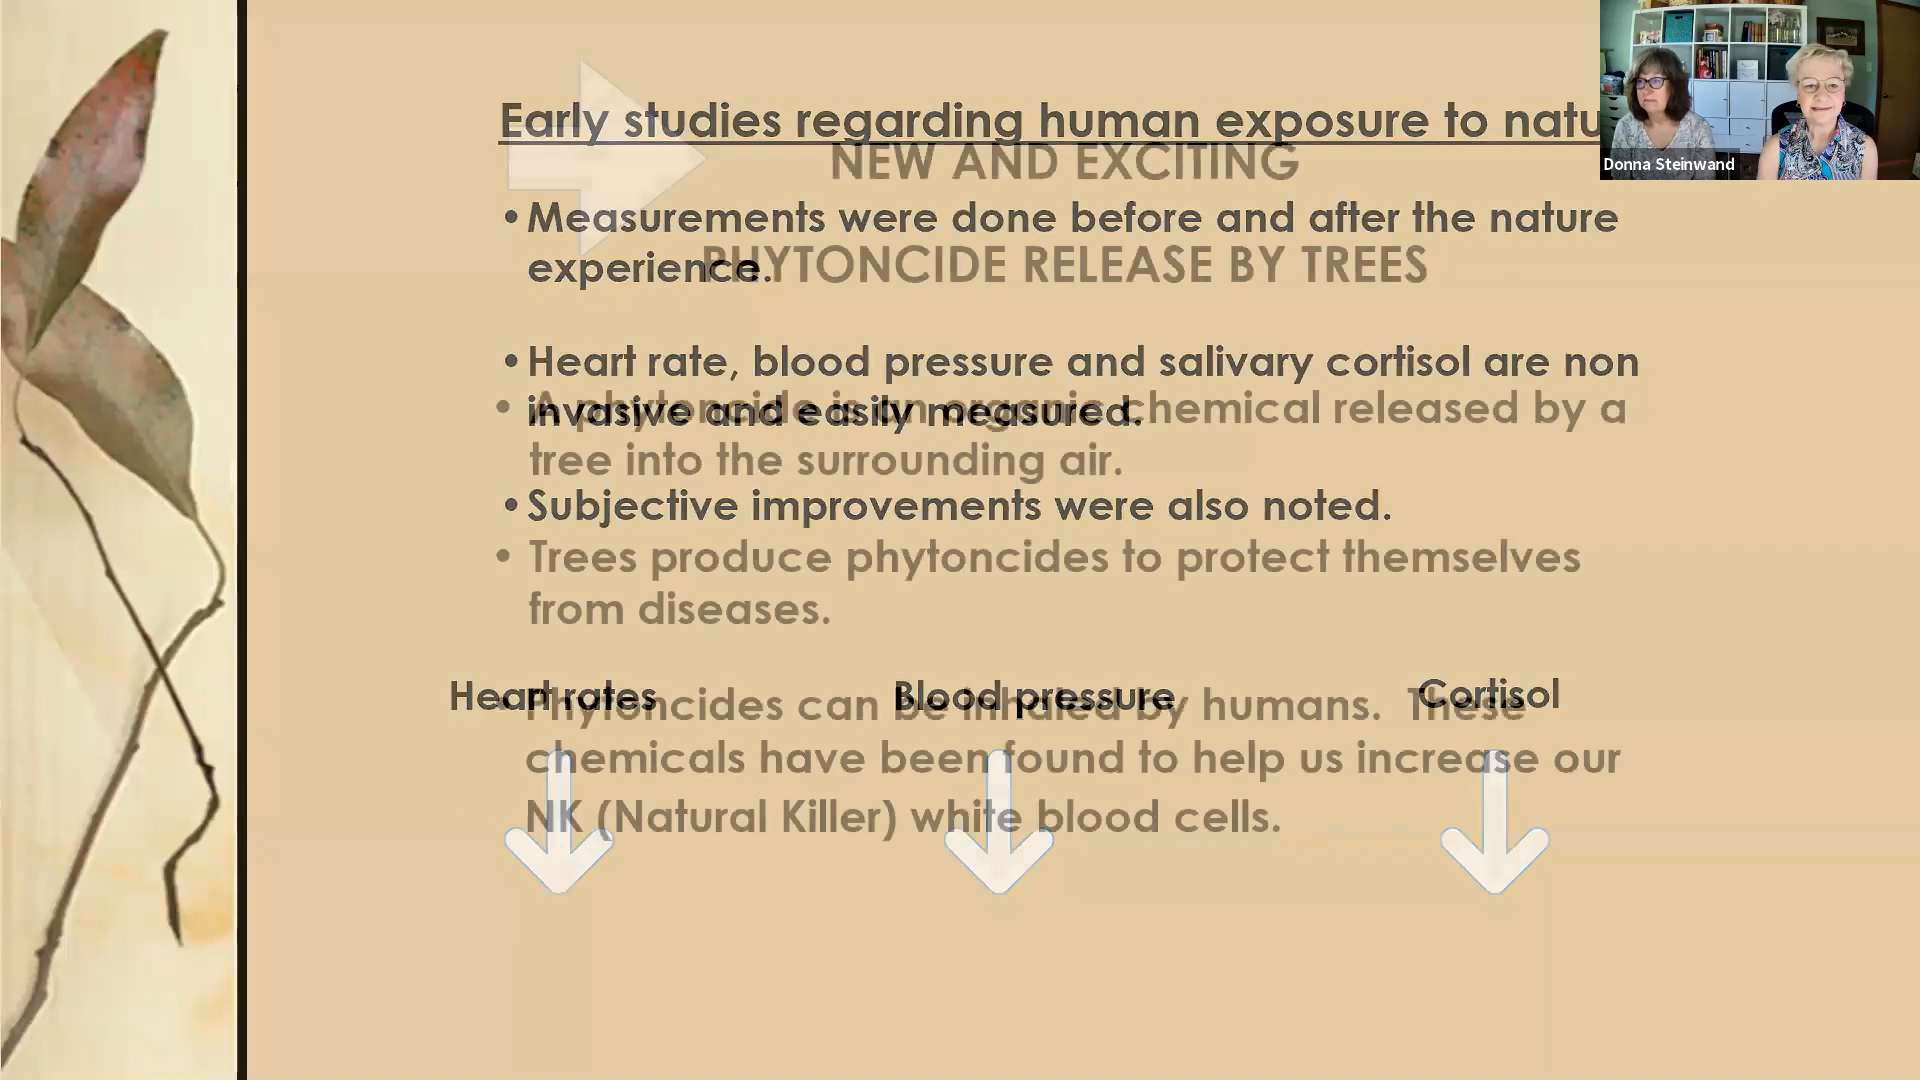 Early studies regarding human exposure to natu
• Measurements were done before and after the nature
experience.
• Heart rate, blood pressure and salivary cortisol are non
invasive and easily measured.
• Subjective improvements were also noted.
Heart rates
Blood pressure
Cortisol
NEW AND EXCITING
PHYTONCIDE RELEASE BY TREES
• A phytoncide is an organic chemical released by a
tree into the surrounding air.
• Trees produce phytoncides to protect themselves
from diseases.
• Phytoncides can be inhaled by humans. These
chemicals have been found to help us increase our
NK (Natural Killer) white blood cells.
Donna Steinwand